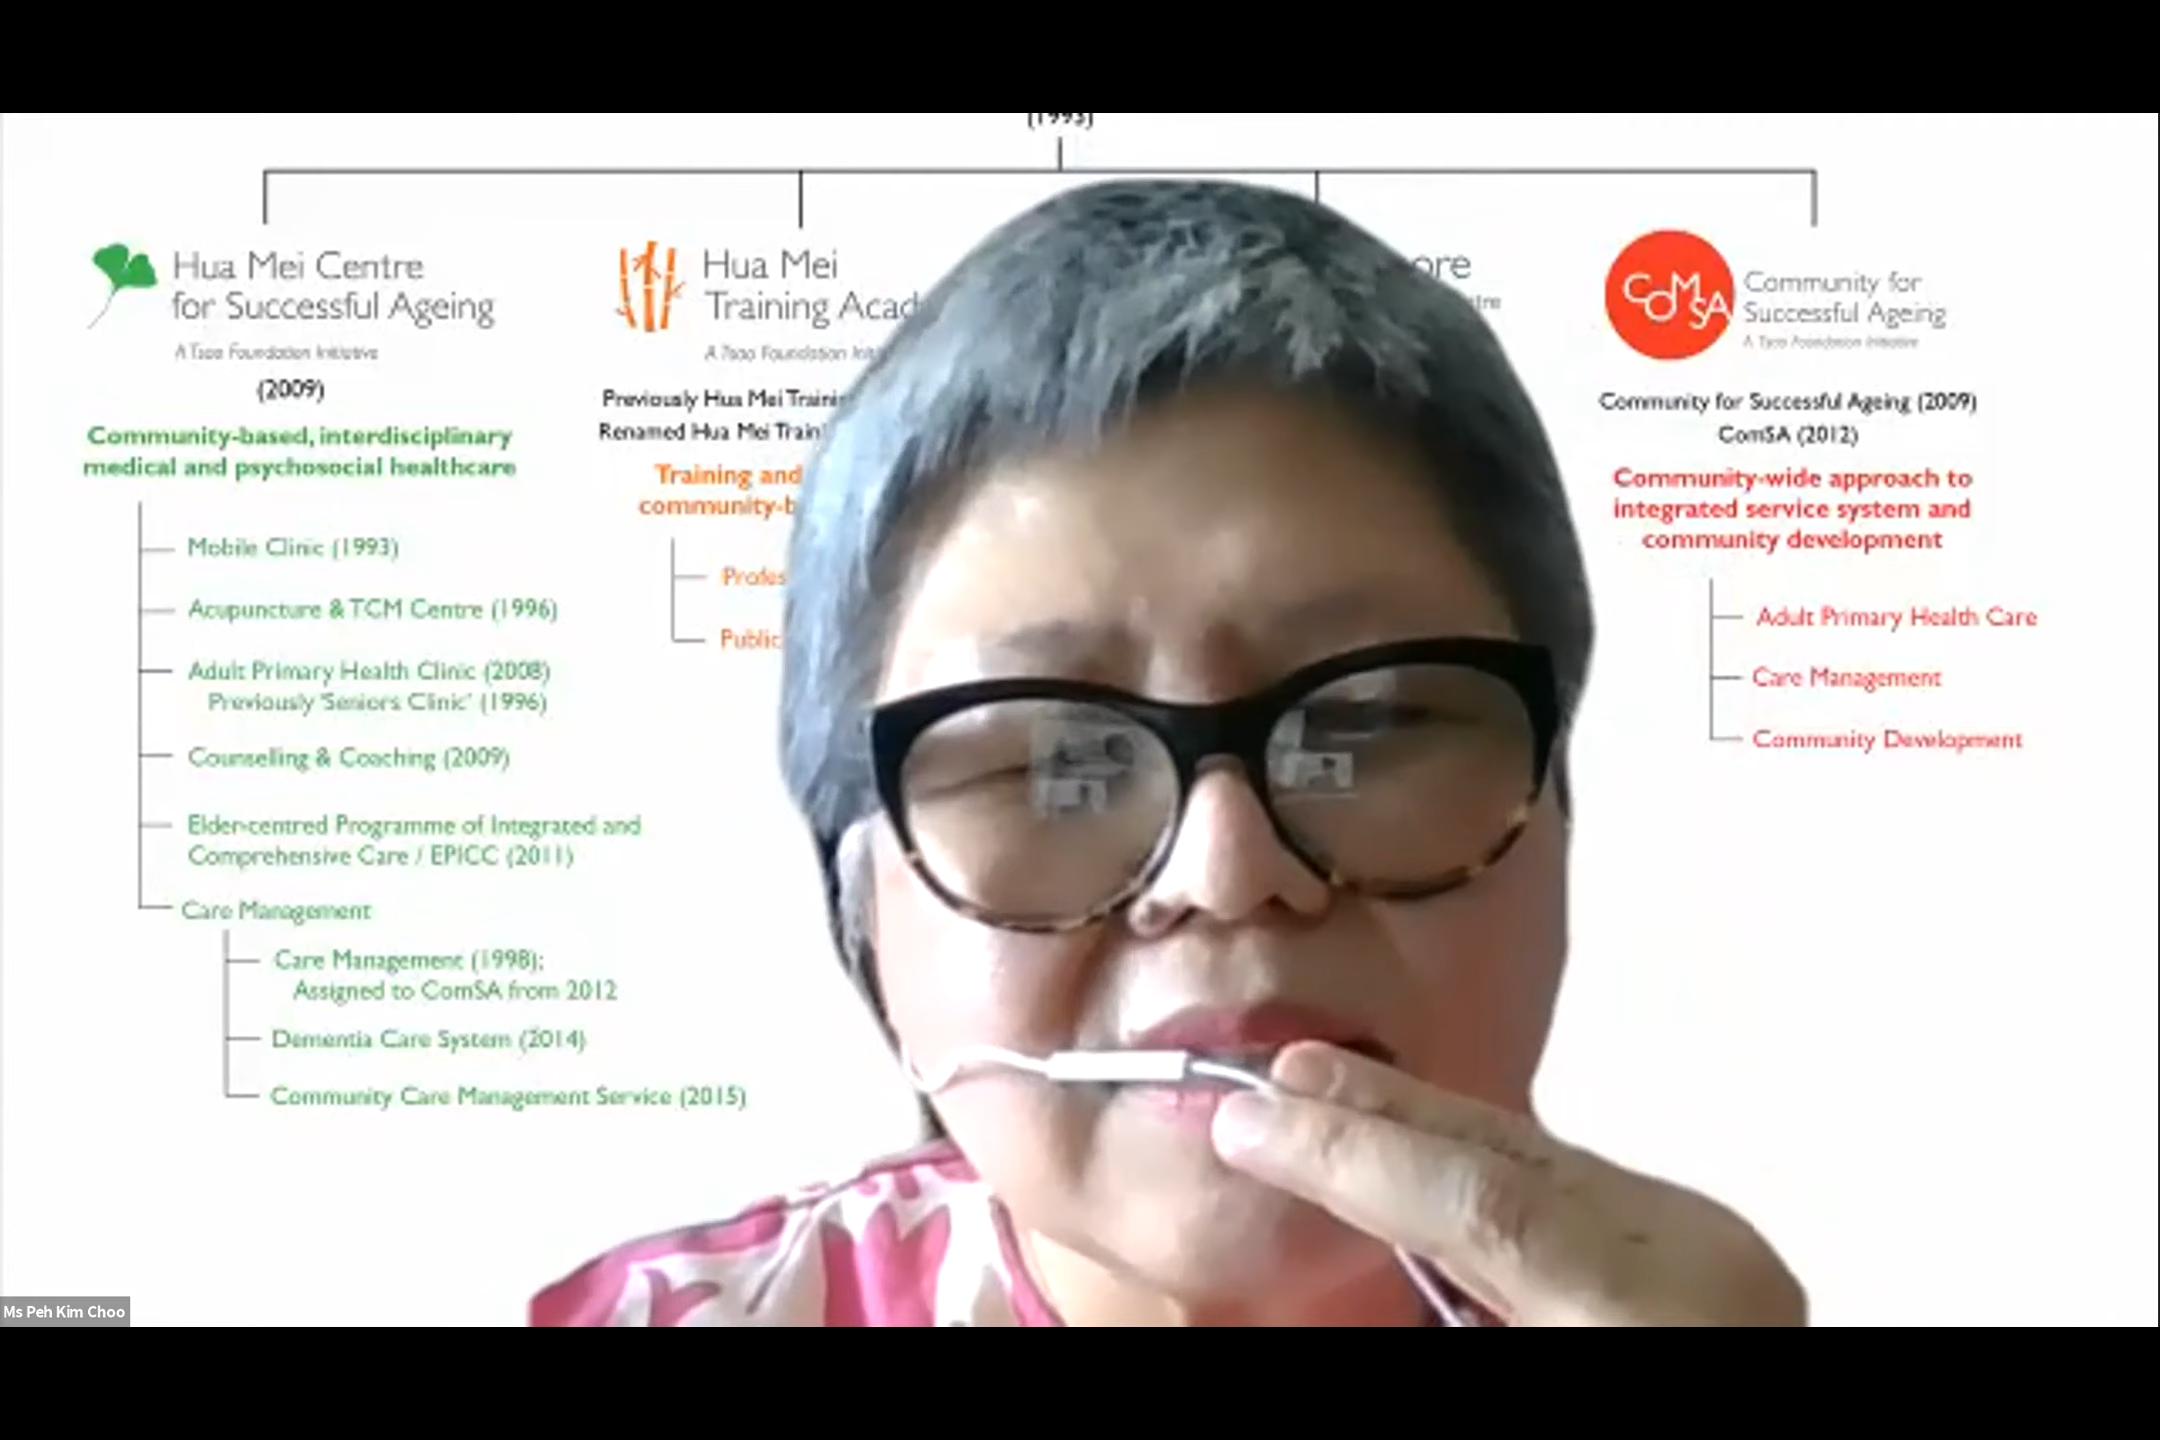 (1993)
Hua Mei Centre
for Successful Ageing
A Tsao Foundation Initiative
(2009)
Community-based, interdisciplinary
medical and psychosocial healthcare
Mobile Clinic (1993)
Acupuncture & TCM Centre (1996)
Adult Primary Health Clinic (2008)
Previously 'Seniors Clinic' (1996)
Counselling & Coaching (2009)
Elder-centred Programme of Integrated and
Comprehensive Care / EPICC (2011)
Care Management
Care Management (1998);
Assigned to ComSA from 2012
Dementia Care System (2014)
Community Care Management Service (2015)
Hua Mei
Training Acad
A Tsao Foundation
Previously Hua Mei
Renamed Hua Mei
Training and
community-b
Profes
Public
ore
COMSA
Community for
Successful Ageing
A Tsao Foundation Initiative
Community for Successful Ageing (2009)
ComSA (2012)
Community-wide approach to
integrated service system and
community development
Adult Primary Health Care
Care Management
Community Development
Ms Peh Kim Choo